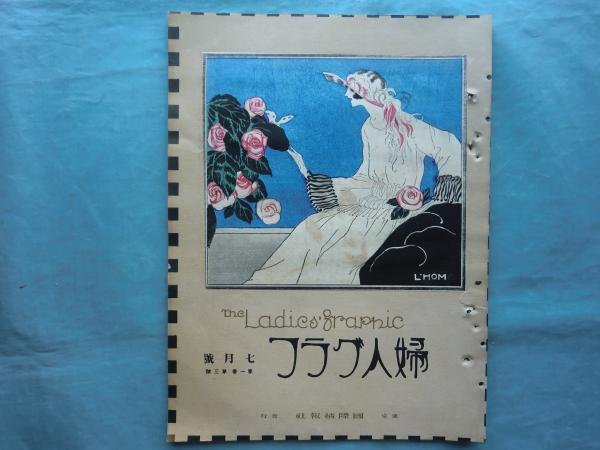 L'HOM
The Ladies' Graphic
婦人グラフ
七月號
第一卷第三號
東京 國際情報社 發行